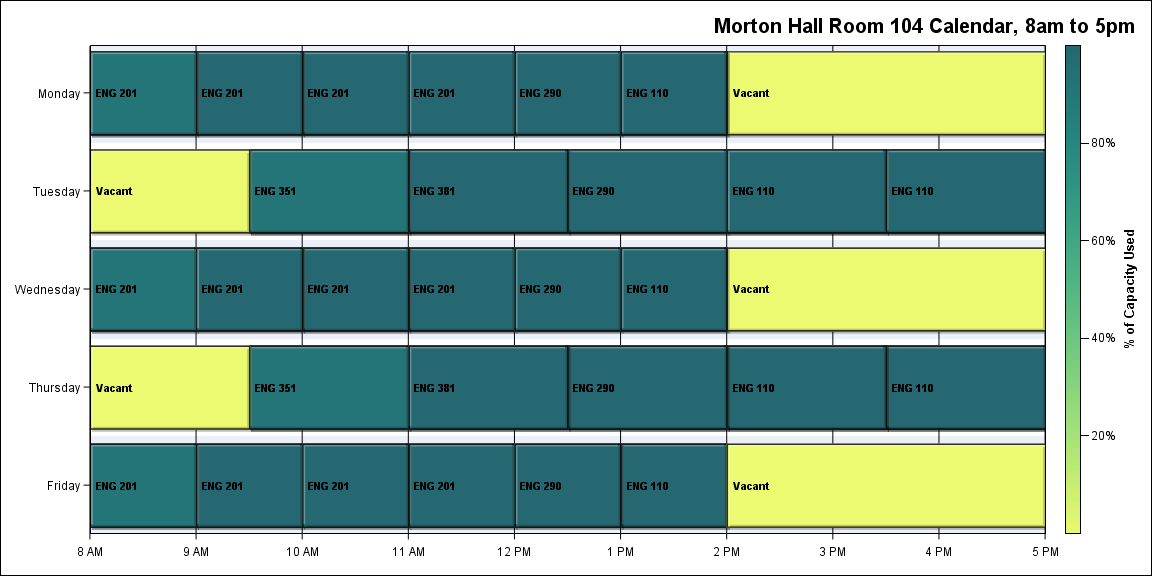 Morton Hall Room 104 Calendar, 8am to 5pm
Monday ENG 201 ENG 201 ENG 201 ENG 201 ENG 290 ENG 110 Vacant
80%
Tuesday Vacant ENG 351 ENG 381 ENG 290 ENG 110 ENG 110
60%
% of Capacity Used
Wednesday ENG 201 ENG 201 ENG 201 ENG 201 ENG 290 ENG 110 Vacant
40%
Thursday Vacant ENG 351 ENG 381 ENG 290 ENG 110 ENG 110
20%
Friday ENG 201 ENG 201 ENG 201 ENG 201 ENG 290 ENG 110 Vacant
8 AM 9 AM 10 AM 11 AM 12 PM 1 PM 2 PM 3 PM 4 PM 5 PM